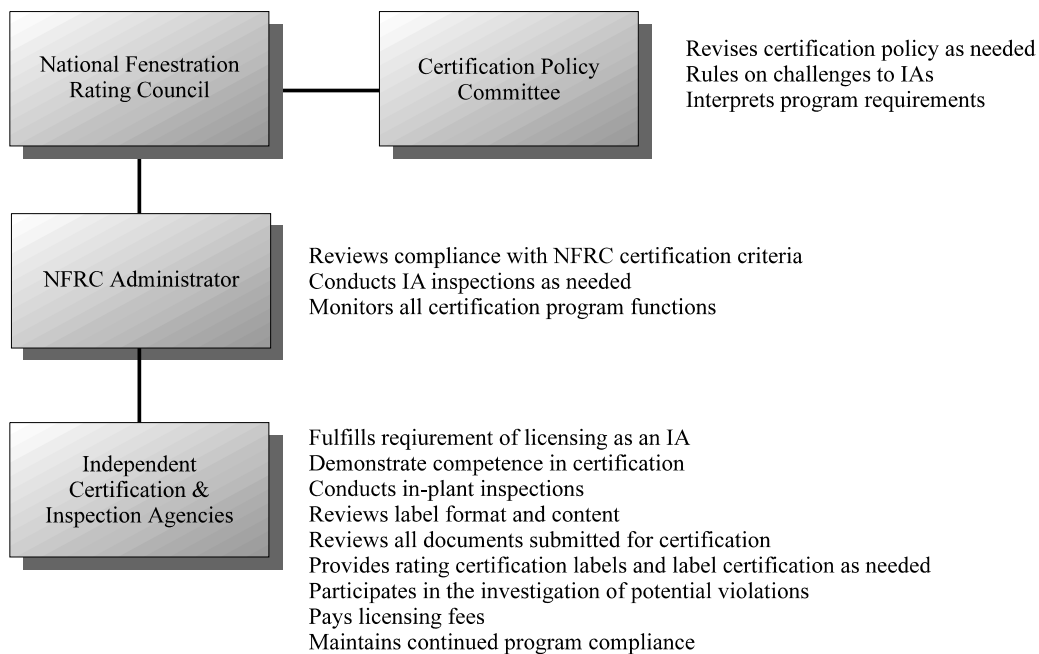 National Fenestration
Rating Council
Certification Policy
Committee
Revises certification policy as needed
Rules on challenges to IAs
Interprets program requirements
NFRC Administrator
Reviews compliance with NFRC certification criteria
Conducts IA inspections as needed
Monitors all certification program functions
Independent
Certification &
Inspection Agencies
Fulfills reqiurement of licensing as an IA
Demonstrate competence in certification
Conducts in-plant inspections
Reviews label format and content
Reviews all documents submitted for certification
Provides rating certification labels and label certification as needed
Participates in the investigation of potential violations
Pays licensing fees
Maintains continued program compliance